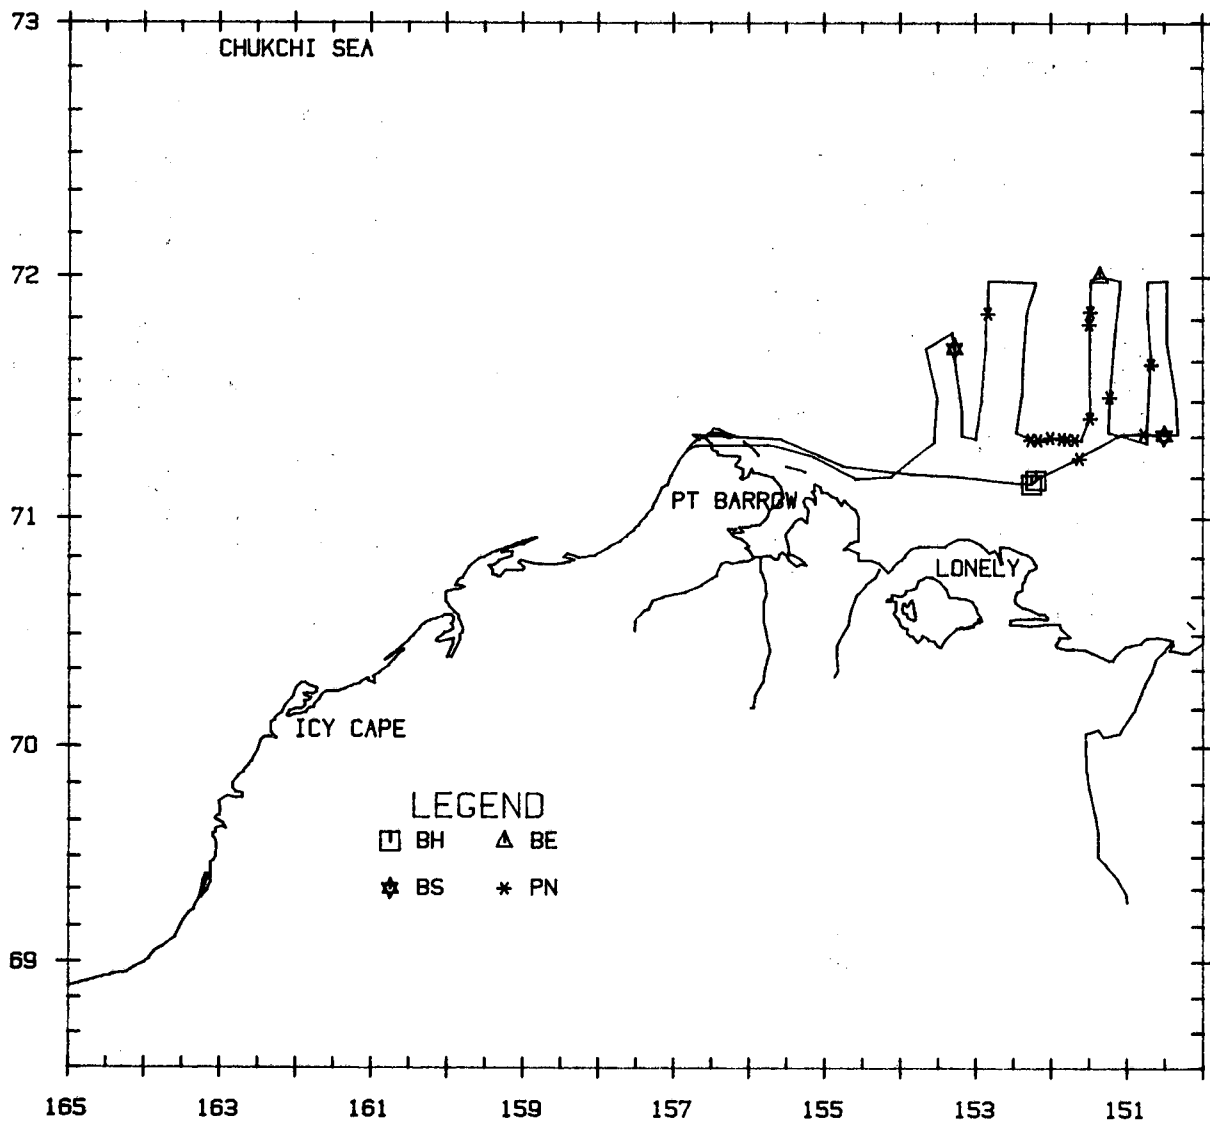 73
CHUKCHI SEA
72
71
PT BARROW
LONELY
70
ICY CAPE
LEGEND
BH BE
BS PN
69
165 163 161 159 157 155 153 151